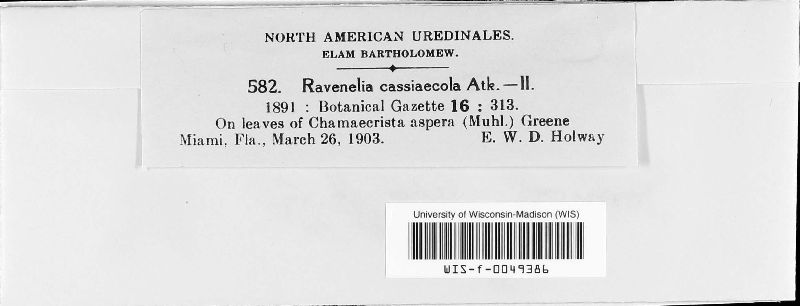 NORTH AMERICAN UREDINALES.
ELAM BARTHOLOMEW.
582. Ravenelia cassiaecola Atk.—II.
1891 : Botanical Gazette 16 : 313.
On leaves of Chamaecrista aspera (Muhl.) Greene
Miami, Fla., March 26, 1903. E. W. D. Holway
University of Wisconsin-Madison (WIS)
WIS-f-0049386